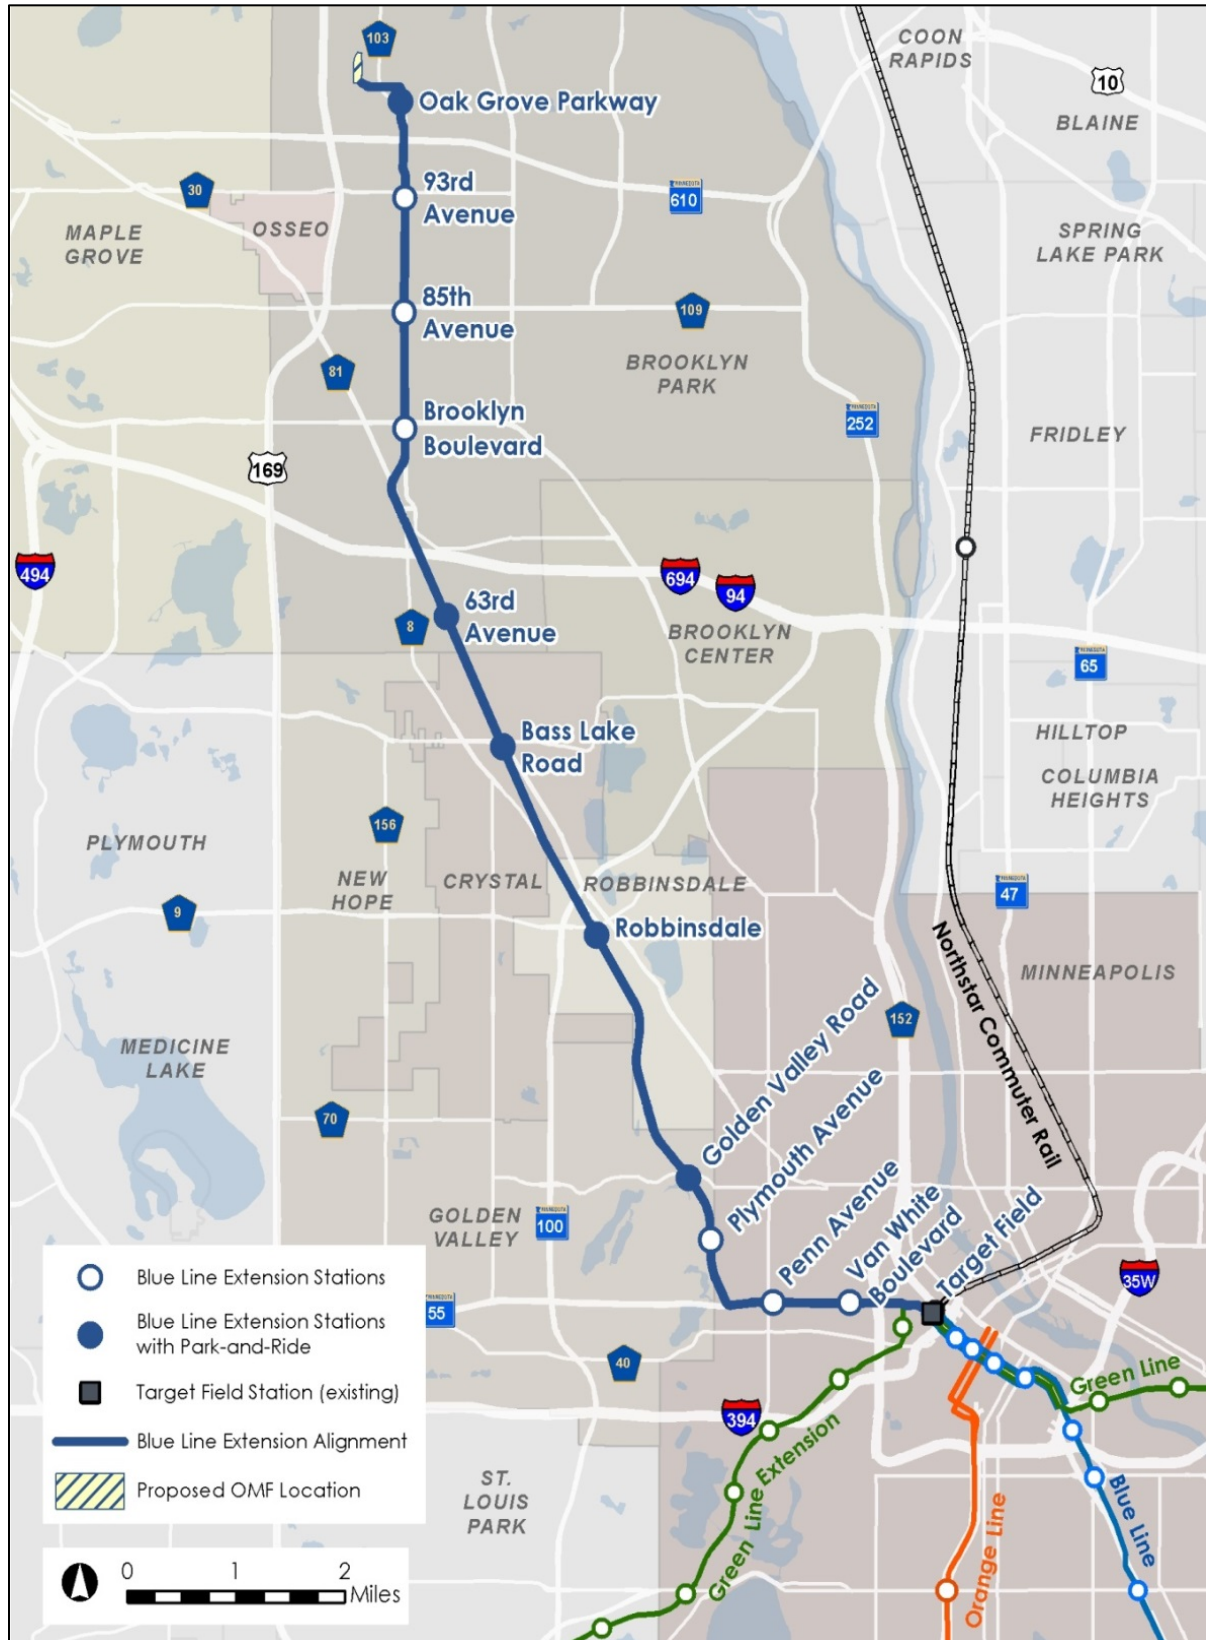 103
COON
RAPIDS
10
Oak Grove Parkway
BLAINE
30
93rd
Avenue
MINNESOTA
610
MAPLE
GROVE
OSSEO
SPRING
LAKE PARK
85th
Avenue
109
81
BROOKLYN
PARK
Brooklyn
Boulevard
MINNESOTA
252
FRIDLEY
169
494
694
94
63rd
Avenue
8
BROOKLYN
CENTER
MINNESOTA
65
Bass Lake
Road
HILLTOP
COLUMBIA
HEIGHTS
156
PLYMOUTH
NEW
HOPE
CRYSTAL
ROBBINSDALE
MINNESOTA
47
9
Robbinsdale
Northstar Commuter Rail
MINNEAPOLIS
152
MEDICINE
LAKE
Golden Valley Road
70
Plymouth Avenue
GOLDEN
VALLEY
MINNESOTA
100
Penn Avenue
Van White
Boulevard
Target Field
35W
MINNESOTA
55
40
394
Green Line
Green Line Extension
ST.
LOUIS
PARK
Orange Line
Blue Line
Blue Line Extension Stations
Blue Line Extension Stations
with Park-and-Ride
Target Field Station (existing)
Blue Line Extension Alignment
Proposed OMF Location
0 1 2
Miles